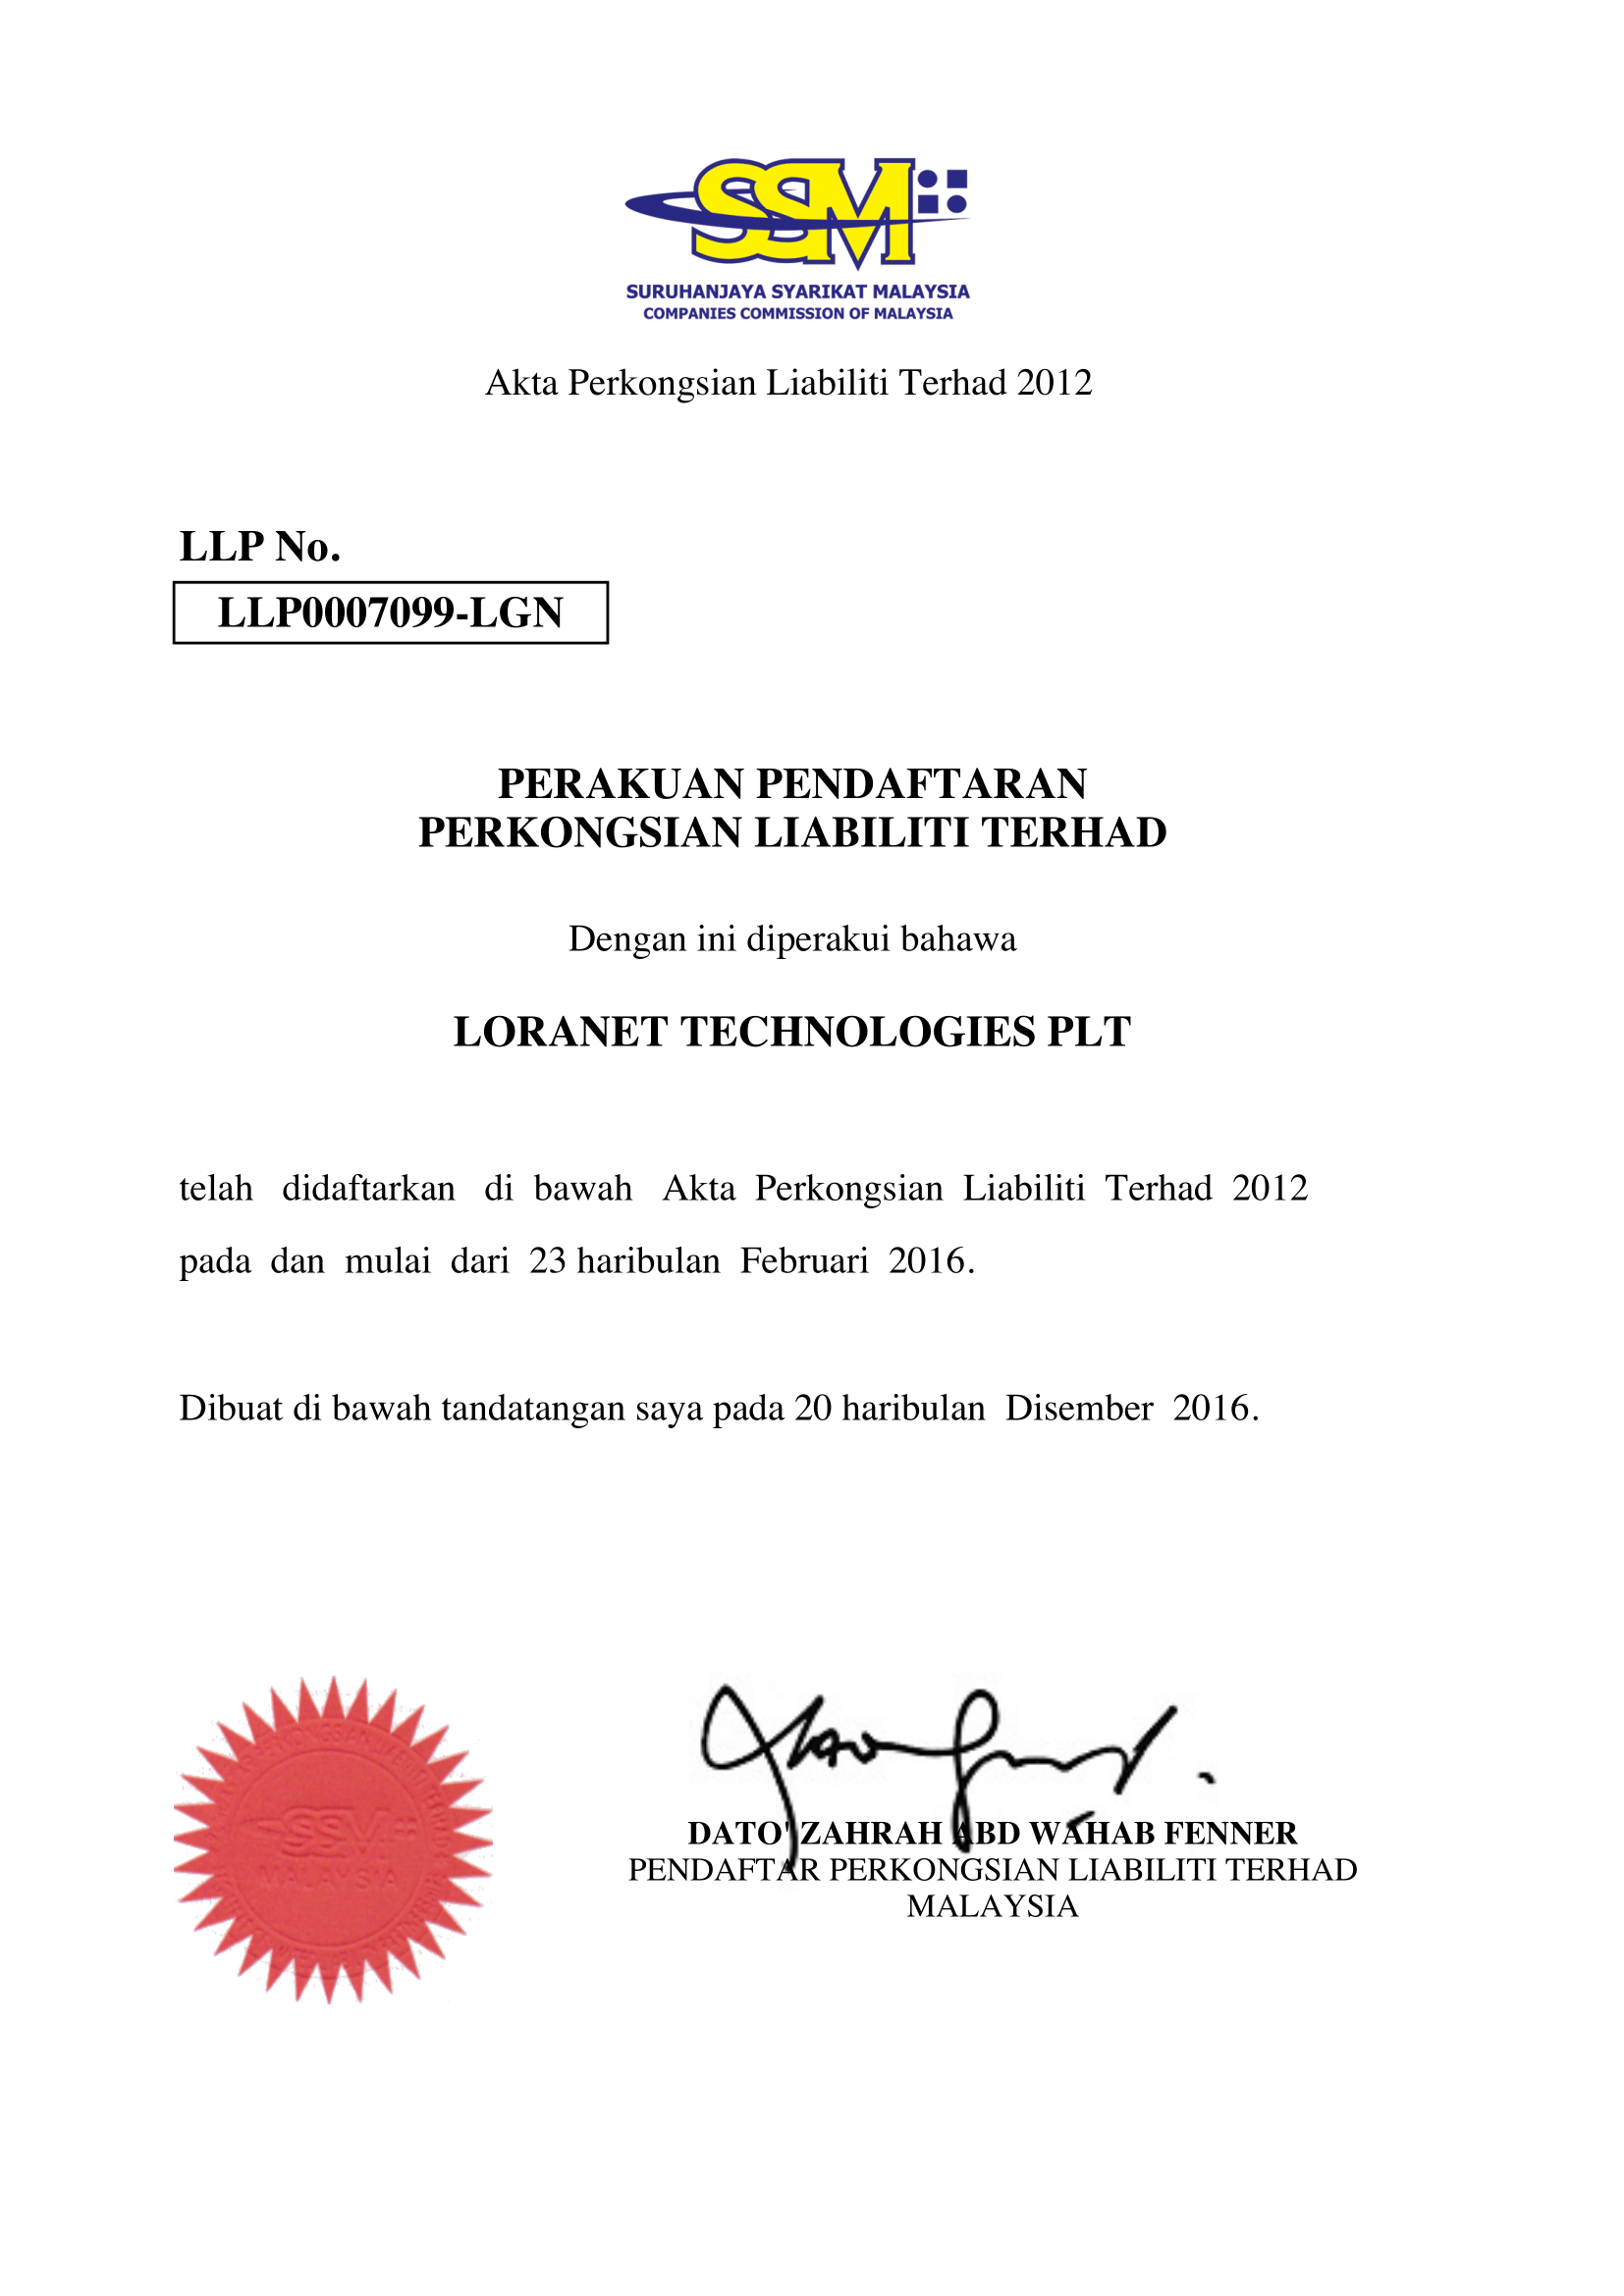 SSM
SURUHANJAYA SYARIKAT MALAYSIA
COMPANIES COMMISSION OF MALAYSIA
Akta Perkongsian Liabiliti Terhad 2012
LLP No.
LLP0007099-LGN
PERAKUAN PENDAFTARAN
PERKONGSIAN LIABILITI TERHAD
Dengan ini diperakui bahawa
LORANET TECHNOLOGIES PLT
telah didaftarkan di bawah Akta Perkongsian Liabiliti Terhad 2012
pada dan mulai dari 23 haribulan Februari 2016.
Dibuat di bawah tandatangan saya pada 20 haribulan Disember 2016.
SSM
MALAYSIA
DATO' ZAHRAH ABD WAHAB FENNER
PENDAFTAR PERKONGSIAN LIABILITI TERHAD
MALAYSIA